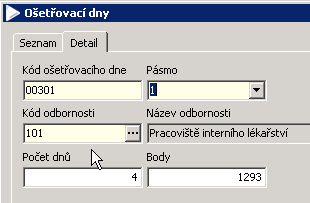 Ošetřovací dny
Seznam Detail
Kód ošetřovacího dne Pásmo
00301 1
Kód odbornosti Název odbornosti
101 ... Pracoviště interního lékařství
Počet dnů Body
4 1293